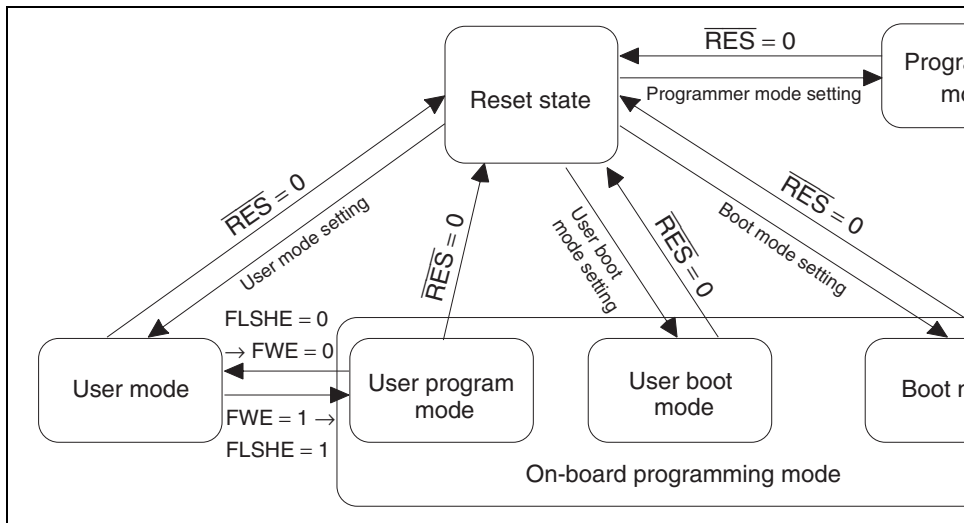 RES = 0
Programmer mode setting
Reset state
RES = 0
User mode setting
RES = 0
User boot
mode setting
RES = 0
Boot mode setting
RES = 0
FLSHE = 0
→ FWE = 0
FWE = 1 →
FLSHE = 1
User mode
User program
mode
User boot
mode
Boot
On-board programming mode